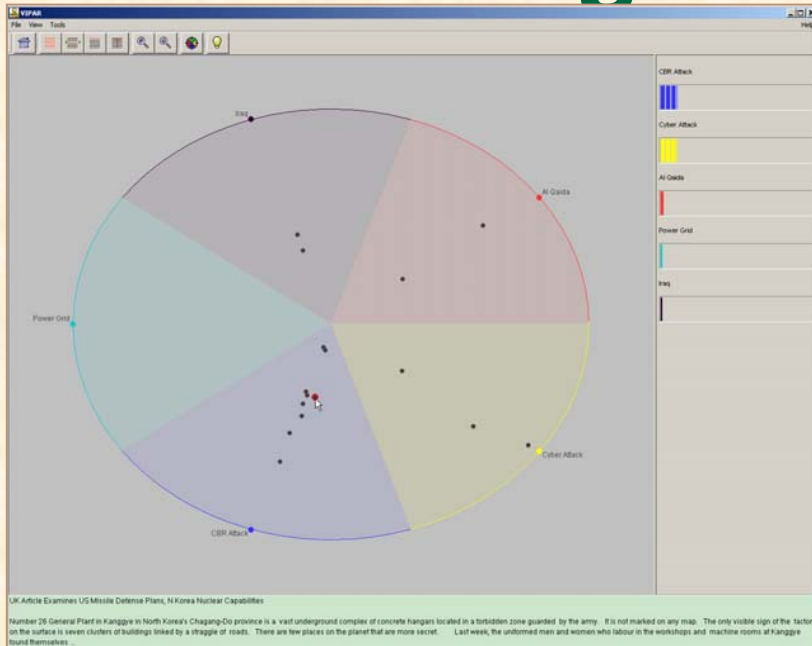 VIPAR
File View Tools
Help
Iraq
Al Qaida
Power Grid
Cyber Attack
CBR Attack
CBR Attack
Cyber Attack
Al Qaida
Power Grid
Iraq
UK Article Examines US Missile Defense Plans, N Korea Nuclear Capabilities
Number 26 General Plant in Kanggye in North Korea's Chagang-Do province is a vast underground complex of concrete hangars located in a forbidden zone guarded by the army. It is not marked on any map. The only visible sign of the factory
on the surface is seven clusters of buildings linked by a straggle of roads. There are few places on the planet that are more secret. Last week, the uniformed men and women who labour in the workshops and machine rooms at Kanggye
found themselves ...